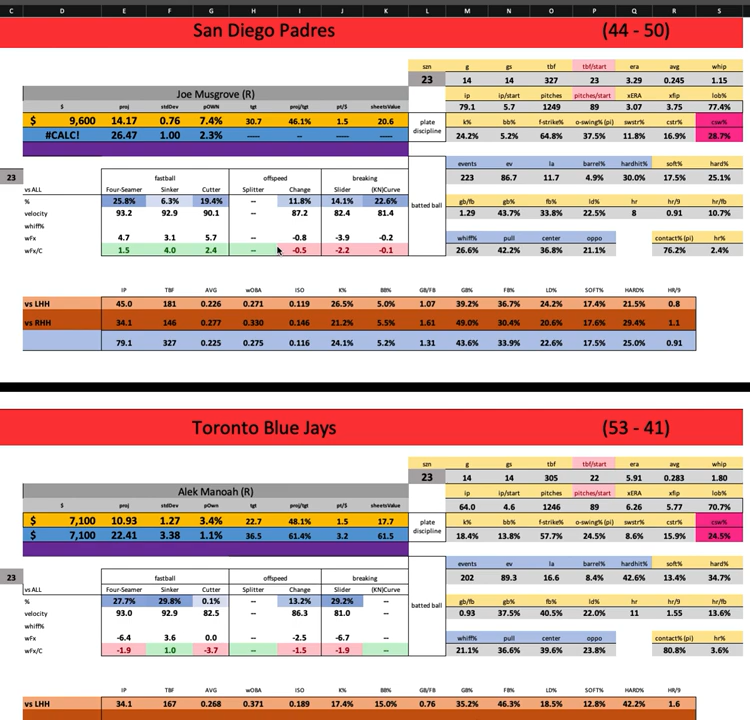 C D E F G H I J K L M N O P Q R S
San Diego Padres (44 - 50)
szn g gs tbf tbf/start era avg whip
23 14 14 327 23 3.29 0.245 1.15
Joe Musgrove (R) ip ip/start pitches pitches/start xERA xfip lob%
$ proj stdDev pOWN tgt proj/tgt pt/$ sheetsValue 79.1 5.7 1249 89 3.07 3.75 77.4%
$ 9,600 14.17 0.76 7.4% 30.7 46.1% 1.5 20.6 plate discipline k% bb% f-strike% o-swing% (pi) swstr% cstr% csw%
#CALC! 26.47 1.00 2.3% ---- -- ---- 24.2% 5.2% 64.8% 37.5% 11.8% 16.9% 28.7%
events ev la barrel% hardhit% soft% hard%
23 fastball offspeed breaking 223 86.7 11.7 4.9% 30.0% 17.5% 25.1%
vs ALL Four-Seamer Sinker Cutter Splitter Change Slider (KN)Curve batted ball
% 25.8% 6.3% 19.4% -- 11.8% 14.1% 22.6% gb/fb gb% fb% ld% hr hr/9 hr/fb
velocity 93.2 92.9 90.1 -- 87.2 82.4 81.4 1.29 43.7% 33.8% 22.5% 8 0.91 10.7%
whiff%
wFx 4.7 3.1 5.7 -0.8 -3.9 -0.2 whiff% pull center oppo contact% (pi) hr%
wFx/C 1.5 4.0 2.4 -- -0.5 -2.2 -0.1 26.6% 42.2% 36.8% 21.1% 76.2% 2.4%
IP TBF AVG wOBA ISO K% BB% GB/FB GB% FB% LD% SOFT% HARD% HR/9
vs LHH 45.0 181 0.226 0.271 0.119 26.5% 5.0% 1.07 39.2% 36.7% 24.2% 17.4% 21.5% 0.8
vs RHH 34.1 146 0.277 0.330 0.146 21.2% 5.5% 1.61 49.0% 30.4% 20.6% 17.6% 29.4% 1.1
79.1 327 0.225 0.275 0.116 24.1% 5.2% 1.31 43.6% 33.9% 22.6% 17.5% 25.0% 0.91
Toronto Blue Jays (53 - 41)
szn g gs tbf tbf/start era avg whip
23 14 14 305 22 5.91 0.283 1.80
Alek Manoah (R) ip ip/start pitches pitches/start xERA xfip lob%
$ proj stdDev pOwn tgt proj/tgt pt/$ sheetsValue 64.0 4.6 1246 89 6.26 5.77 70.7%
$ 7,100 10.93 1.27 3.4% 22.7 48.1% 1.5 17.7 plate discipline k% bb% f-strike% o-swing% (pi) swstr% cstr% csw%
$ 7,100 22.41 3.38 1.1% 36.5 61.4% 3.2 61.5 18.4% 13.8% 57.7% 24.5% 8.6% 15.9% 24.5%
events ev la barrel% hardhit% soft% hard%
23 fastball offspeed breaking 202 89.3 16.6 8.4% 42.6% 13.4% 34.7%
vs ALL Four-Seamer Sinker Cutter Splitter Change Slider (KN)Curve batted ball
% 27.7% 29.8% 0.1% -- 13.2% 29.2% -- gb/fb gb% fb% ld% hr hr/9 hr/fb
velocity 93.0 92.9 82.5 -- 86.3 81.0 -- 0.93 37.5% 40.5% 22.0% 11 1.55 13.6%
whiff%
wFx -6.4 3.6 0.0 -2.5 -6.7 whiff% pull center oppo contact% (pi) hr%
wFx/C -1.9 1.0 -3.7 -- -1.5 -1.9 -- 21.1% 36.6% 39.6% 23.8% 80.8% 3.6%
IP TBF AVG wOBA ISO K% BB% GB/FB GB% FB% LD% SOFT% HARD% HR/9
vs LHH 34.1 167 0.268 0.371 0.189 17.4% 15.0% 0.76 35.2% 46.3% 18.5% 12.8% 42.2% 1.6